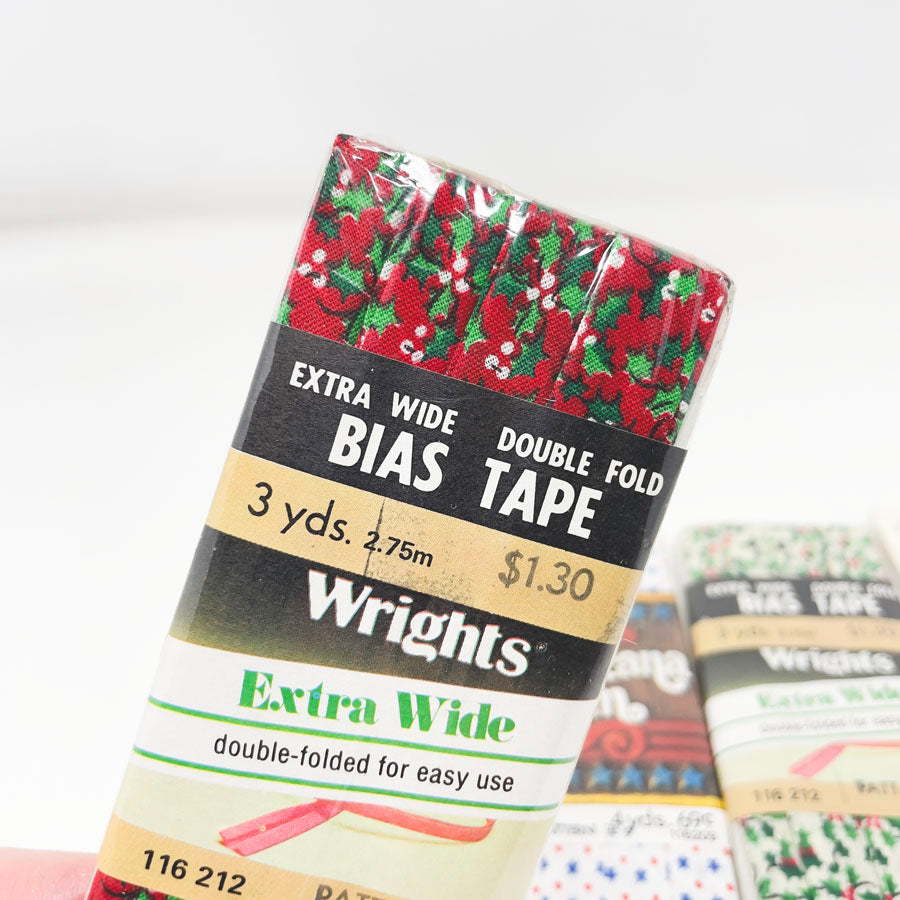 EXTRA WIDE DOUBLE FOLD
BIAS TAPE
3 yds. 2.75m $1.30
Wrights®
Extra Wide
double-folded for easy use
116 212
BIAS TAPE
Wrights
Extra Wide
116 212